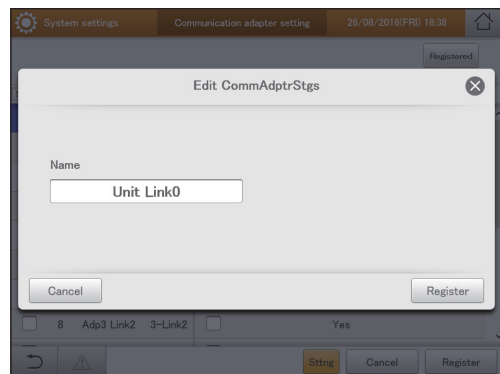 System settings
Communication adapter setting
26/08/2016(FRI) 18:38
Registered
Edit CommAdptrStgs
Name
Unit Link0
Cancel
Register
8 Adp3 Link2 3-Link2 Yes
Sttng
Cancel
Register